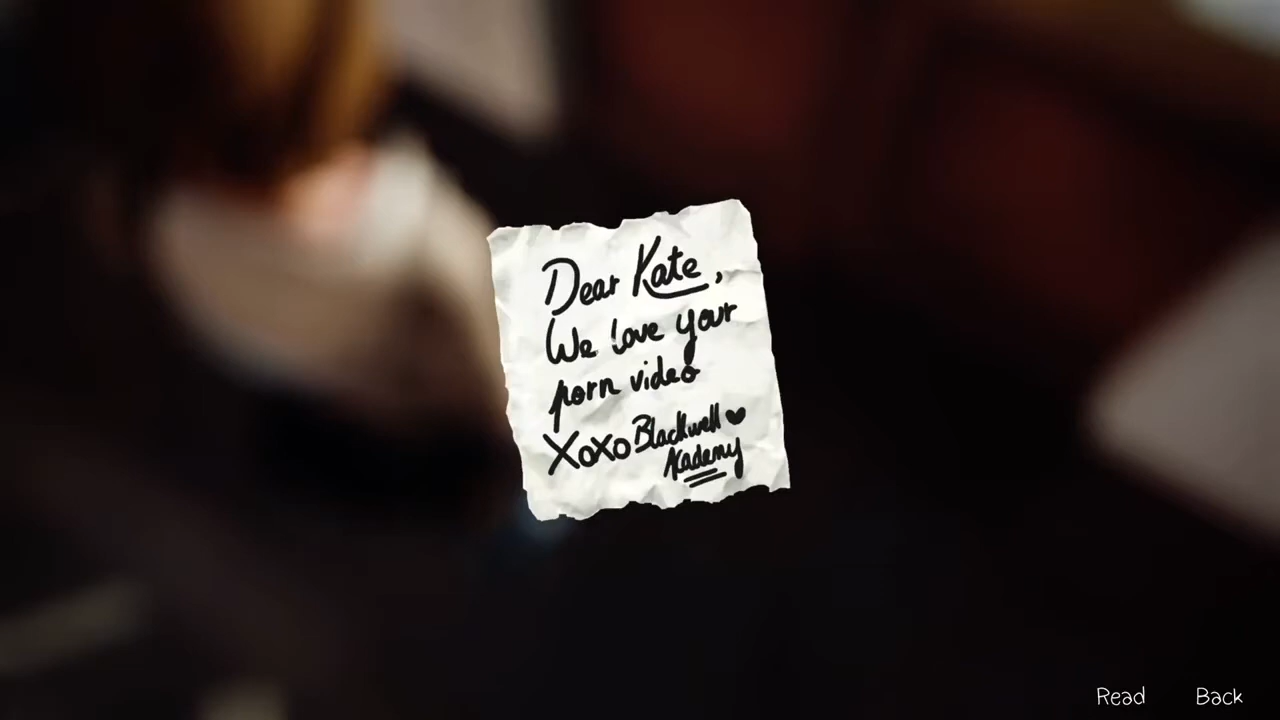 Dear Kate,
We love your
porn video
XoXo Blackwell ♥
Academy
Read Back